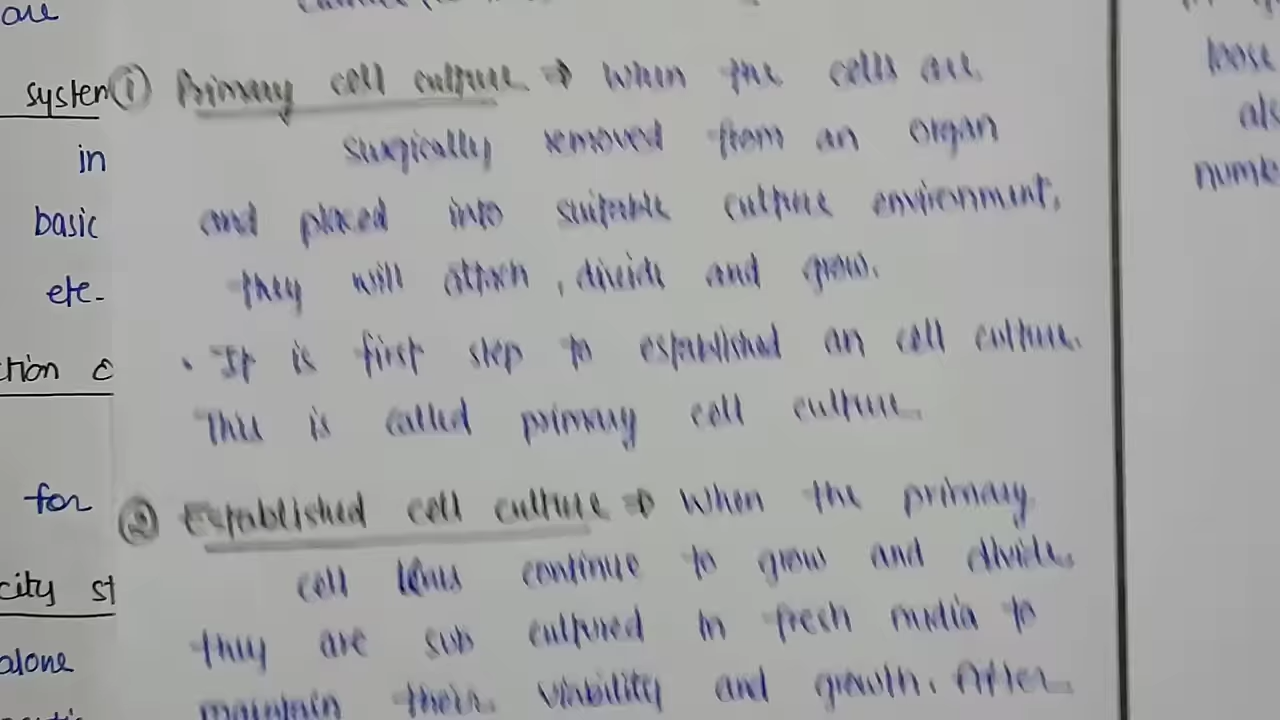 are
system
in
basic
etc-
ction c
for
city st
alone
① Primary cell culture ⇒ When the cells are
surgically removed from an organ
and placed into suitable culture environment,
they will attach, divide and grow.
• It is first step to established an cell culture.
This is called primary cell culture.
② Established cell culture ⇒ When the primary
cell continue to grow and divide,
they are sub cultured in fresh media to
maintain their viability and growth. After
loose
als
numbe